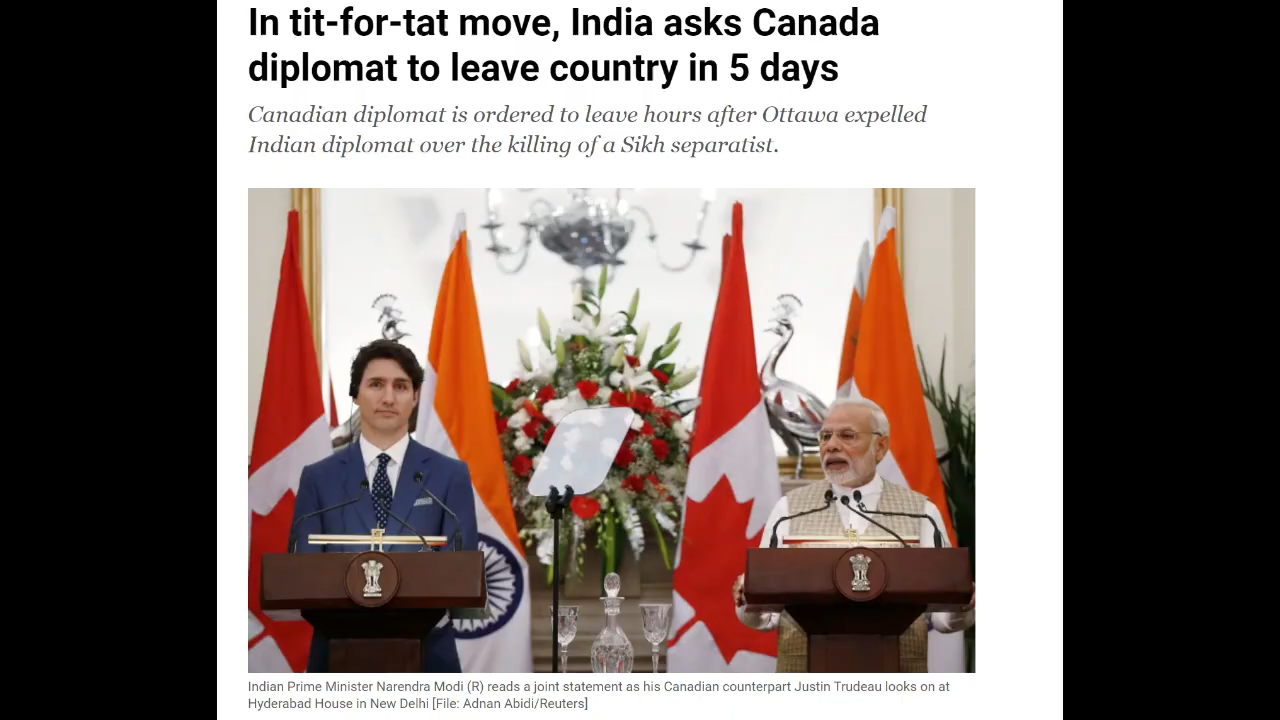 In tit-for-tat move, India asks Canada
diplomat to leave country in 5 days
Canadian diplomat is ordered to leave hours after Ottawa expelled
Indian diplomat over the killing of a Sikh separatist.
Indian Prime Minister Narendra Modi (R) reads a joint statement as his Canadian counterpart Justin Trudeau looks on at
Hyderabad House in New Delhi [File: Adnan Abidi/Reuters]